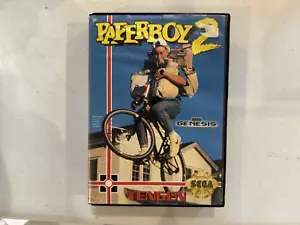 PAPERBOY 2
GENESIS
SEGA
TENGEN